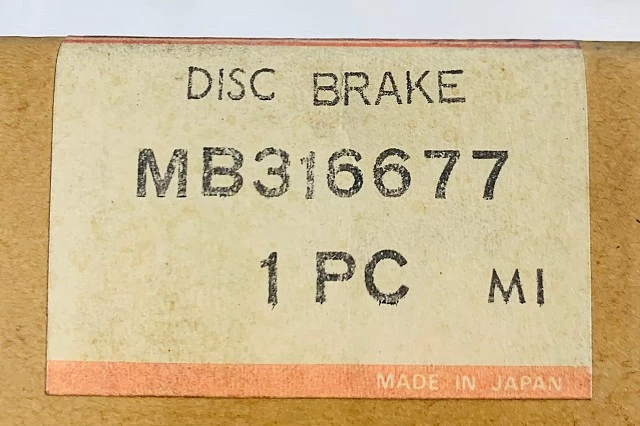 DISC BRAKE
MB316677
1 PC MI
MADE IN JAPAN